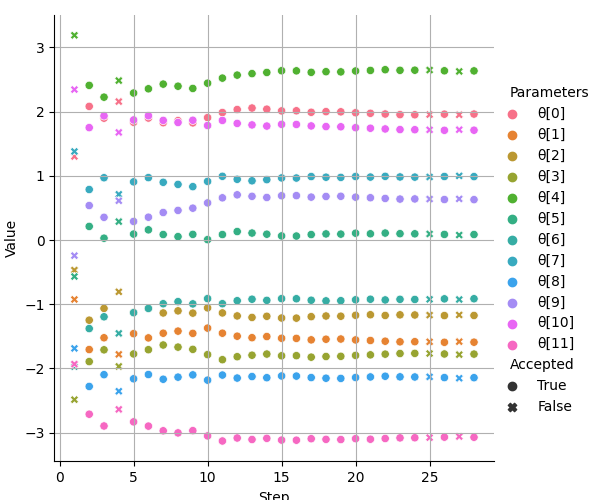 3
2
1
0
−1
−2
−3
Value
0
5
10
15
20
25
Step
Parameters
θ[0]
θ[1]
θ[2]
θ[3]
θ[4]
θ[5]
θ[6]
θ[7]
θ[8]
θ[9]
θ[10]
θ[11]
Accepted
True
False